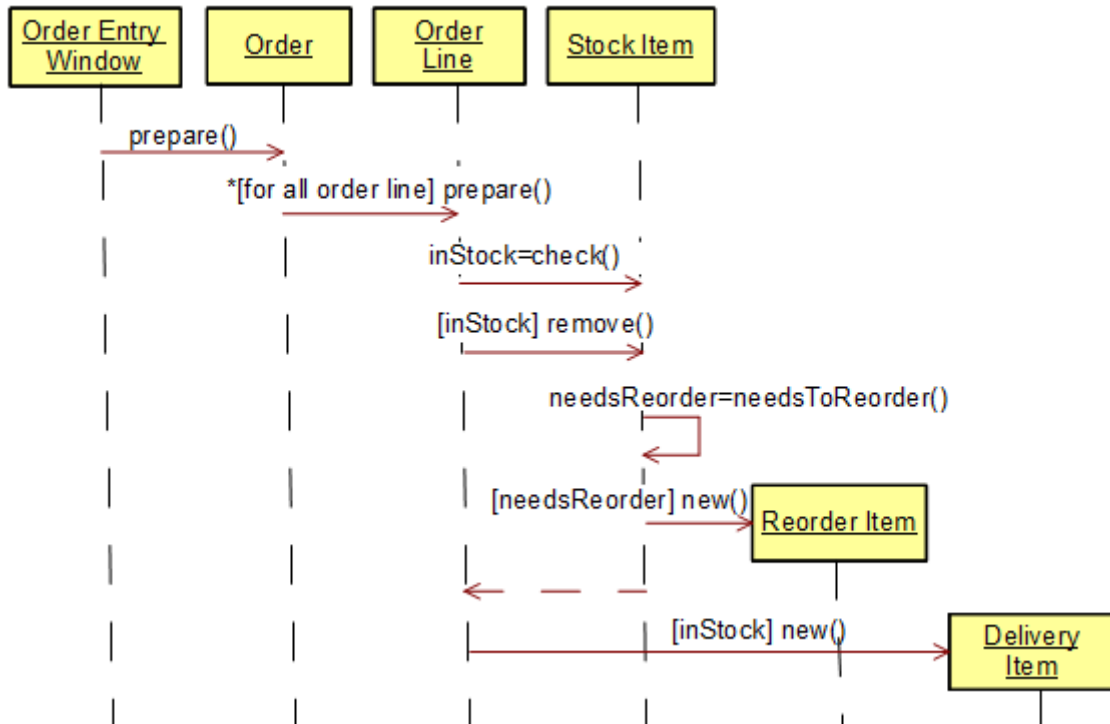 Order Entry
Window
Order
Order
Line
Stock Item
prepare()
*[for all order line] prepare()
inStock=check()
[inStock] remove()
needsReorder=needsToReorder()
[needsReorder] new()
Reorder Item
[inStock] new()
Delivery
Item